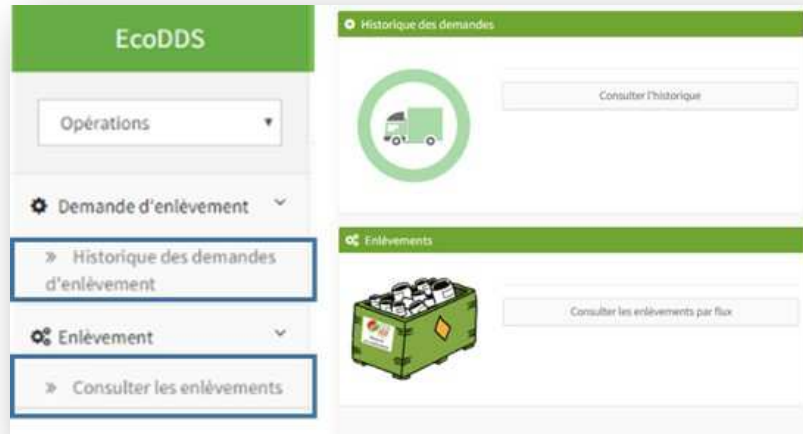 EcoDDS
Opérations
Demande d'enlèvement
» Historique des demandes
d'enlèvement
Enlèvement
» Consulter les enlèvements
Historique des demandes
Consulter l'historique
Enlèvements
Consulter les enlèvements par flux